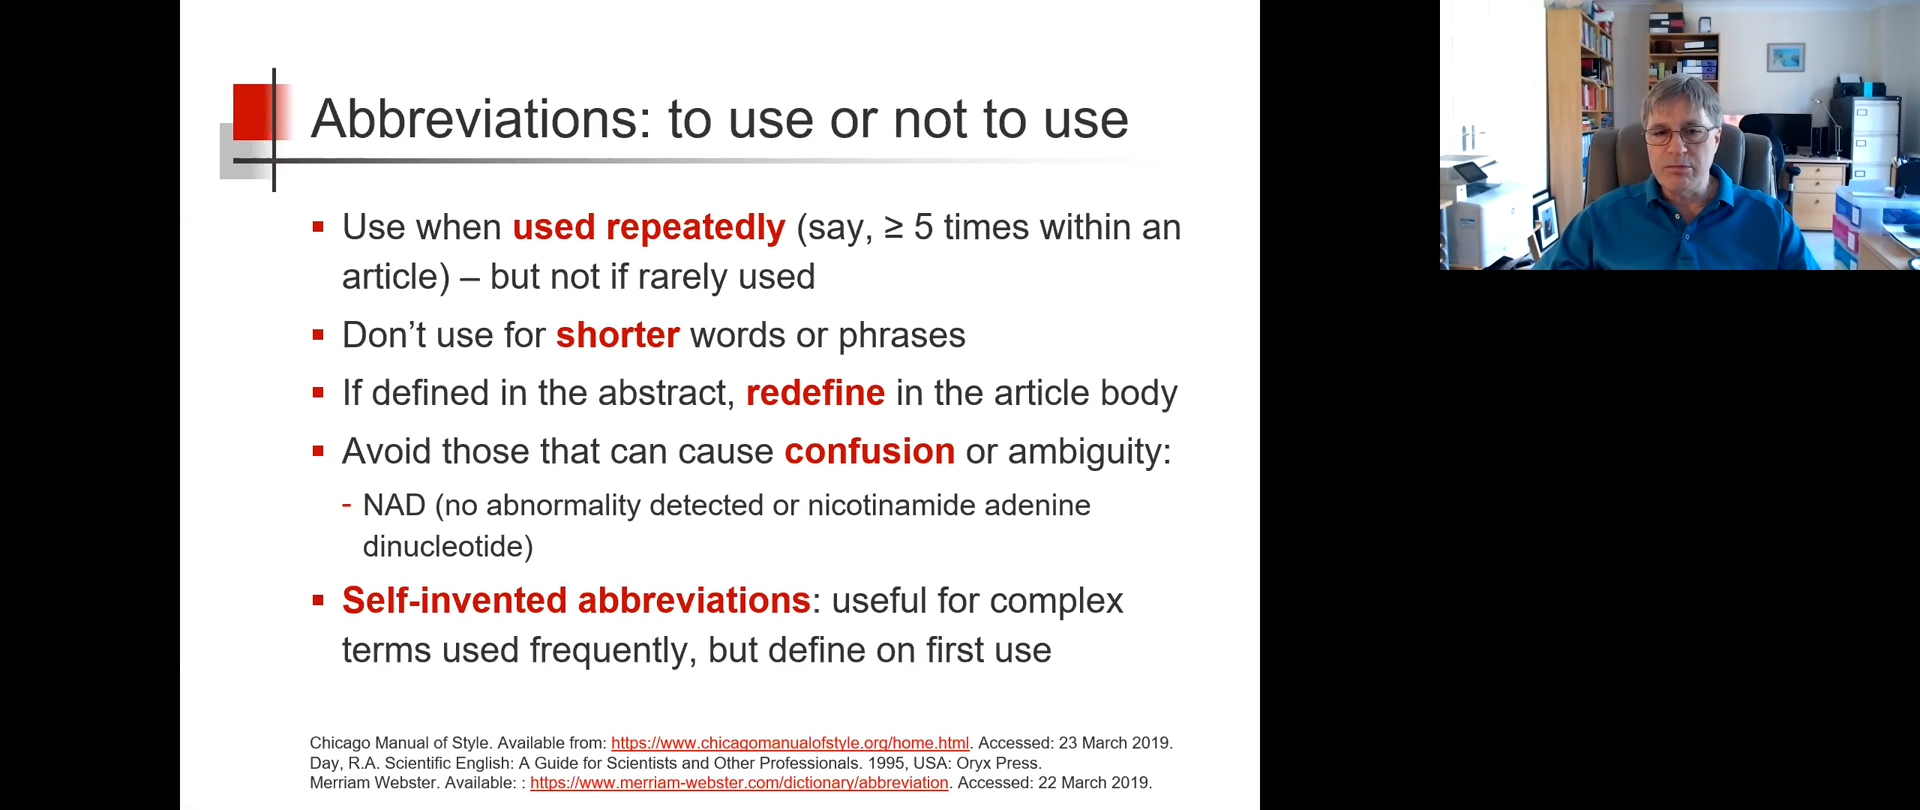 Abbreviations: to use or not to use
▪ Use when used repeatedly (say, ≥ 5 times within an
article) – but not if rarely used
▪ Don’t use for shorter words or phrases
▪ If defined in the abstract, redefine in the article body
▪ Avoid those that can cause confusion or ambiguity:
- NAD (no abnormality detected or nicotinamide adenine
dinucleotide)
▪ Self-invented abbreviations: useful for complex
terms used frequently, but define on first use
Chicago Manual of Style. Available from: https://www.chicagomanualofstyle.org/home.html. Accessed: 23 March 2019.
Day, R.A. Scientific English: A Guide for Scientists and Other Professionals. 1995, USA: Oryx Press.
Merriam Webster. Available: : https://www.merriam-webster.com/dictionary/abbreviation. Accessed: 22 March 2019.